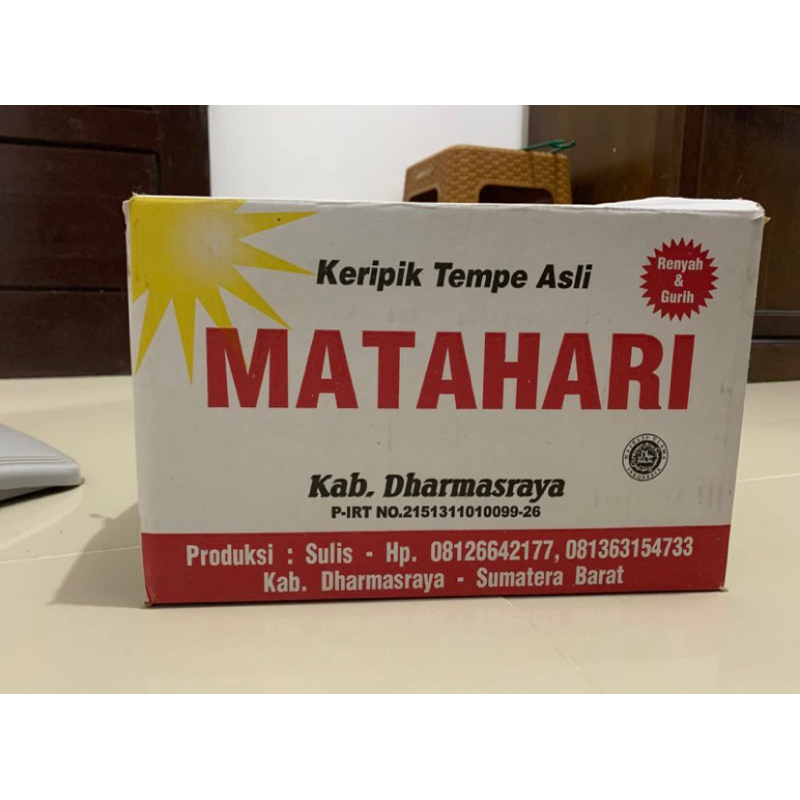 Keripik Tempe Asli
Renyah
&
Gurih
MATAHARI
Kab. Dharmasraya
P-IRT NO.2151311010099-26
Produksi : Sulis - Hp. 08126642177, 081363154733
Kab. Dharmasraya - Sumatera Barat